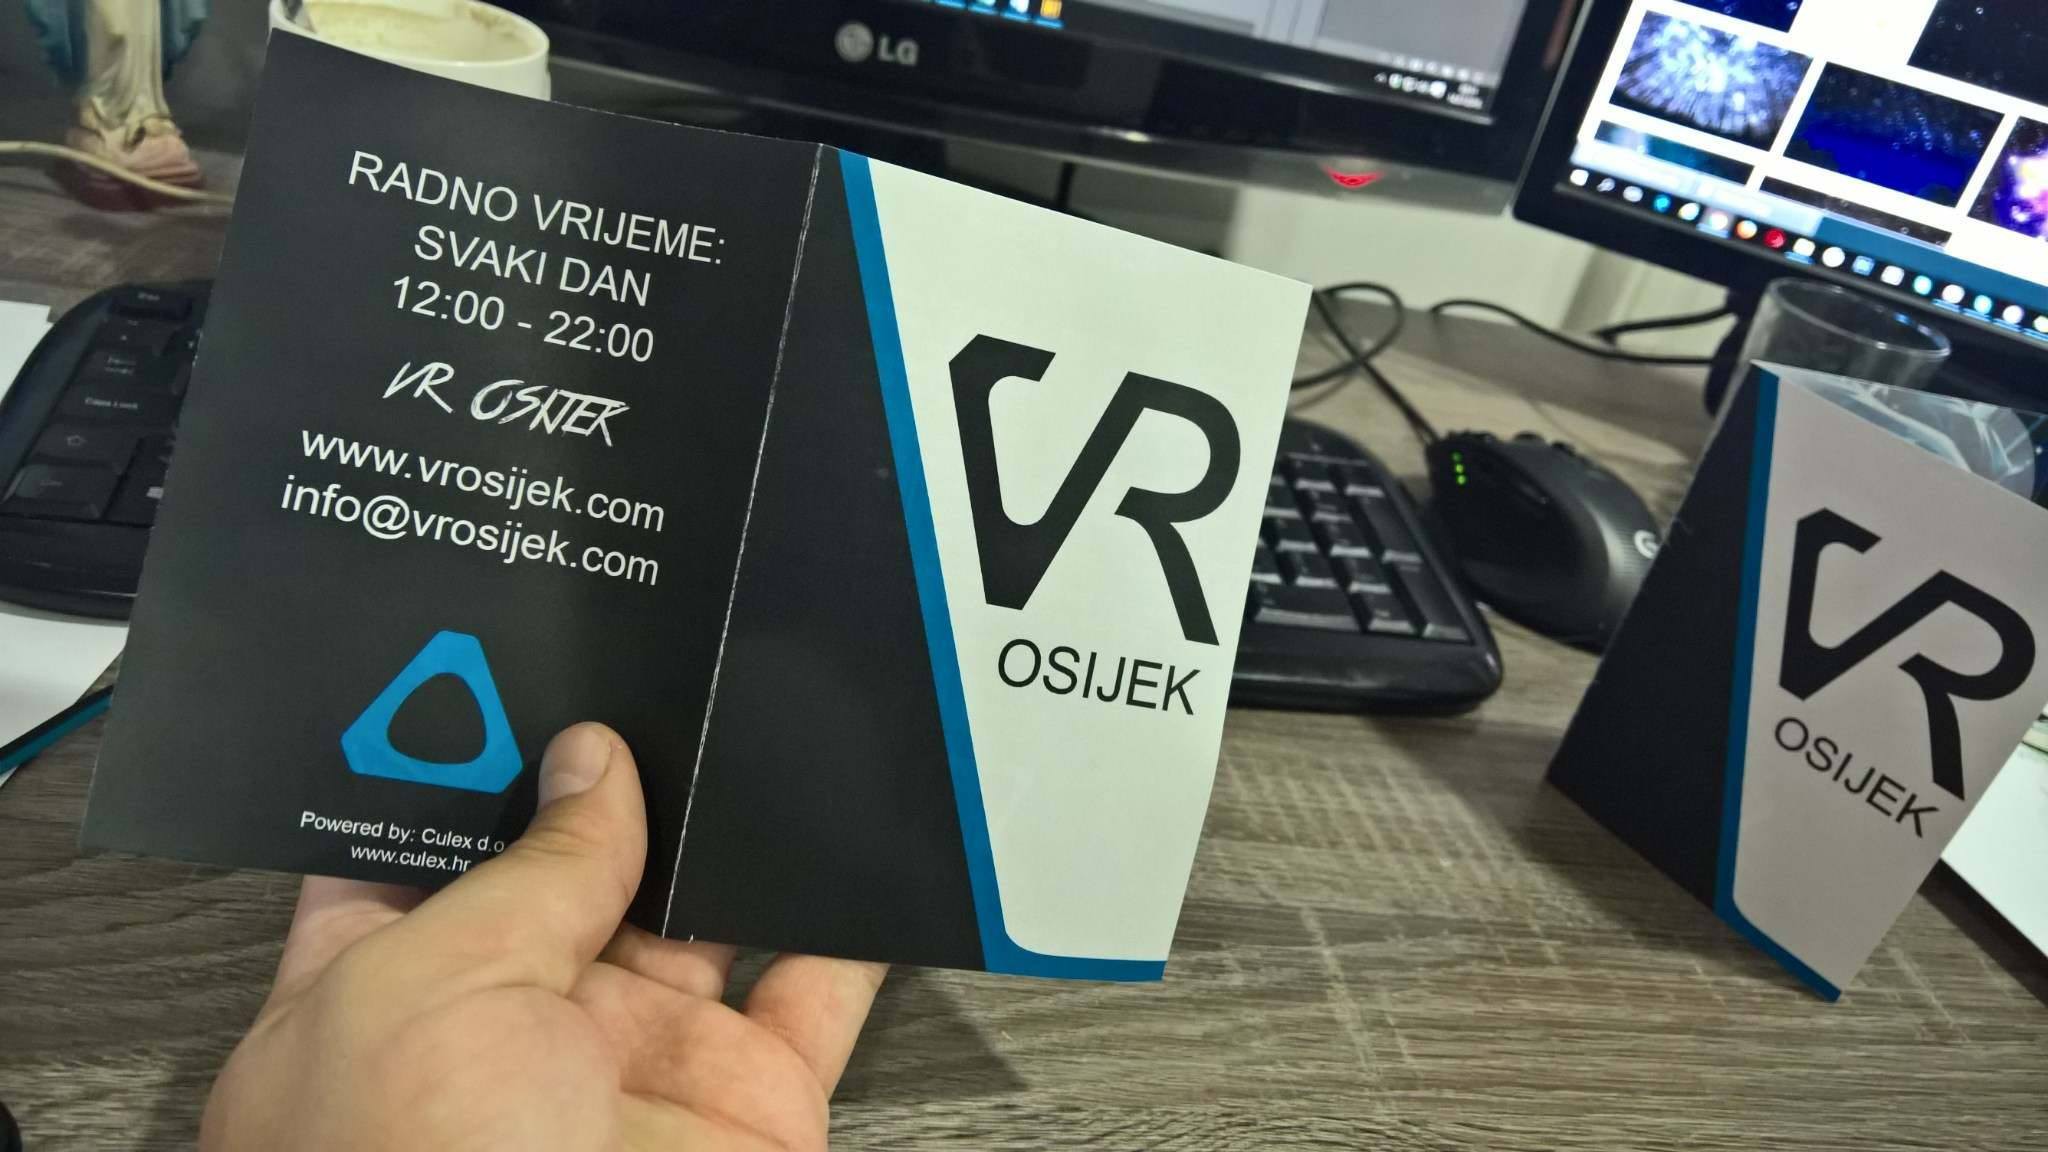 RADNO VRIJEME:
SVAKI DAN
12:00 - 22:00
VR OSIJEK
www.vrosijek.com
info@vrosijek.com
Powered by: Culex d.o
www.culex.hr
VR
OSIJEK
VR
OSIJEK
LG